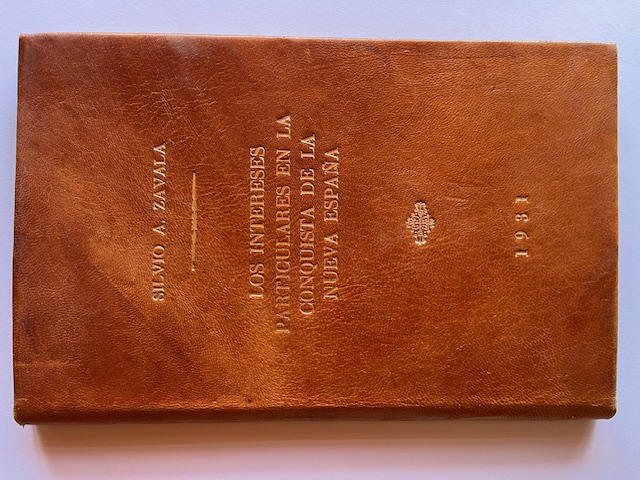 SILVIO A. ZAVALA
LOS INTERESES
PARTICULARES EN LA
CONQUISTA DE LA
NUEVA ESPAÑA
1931